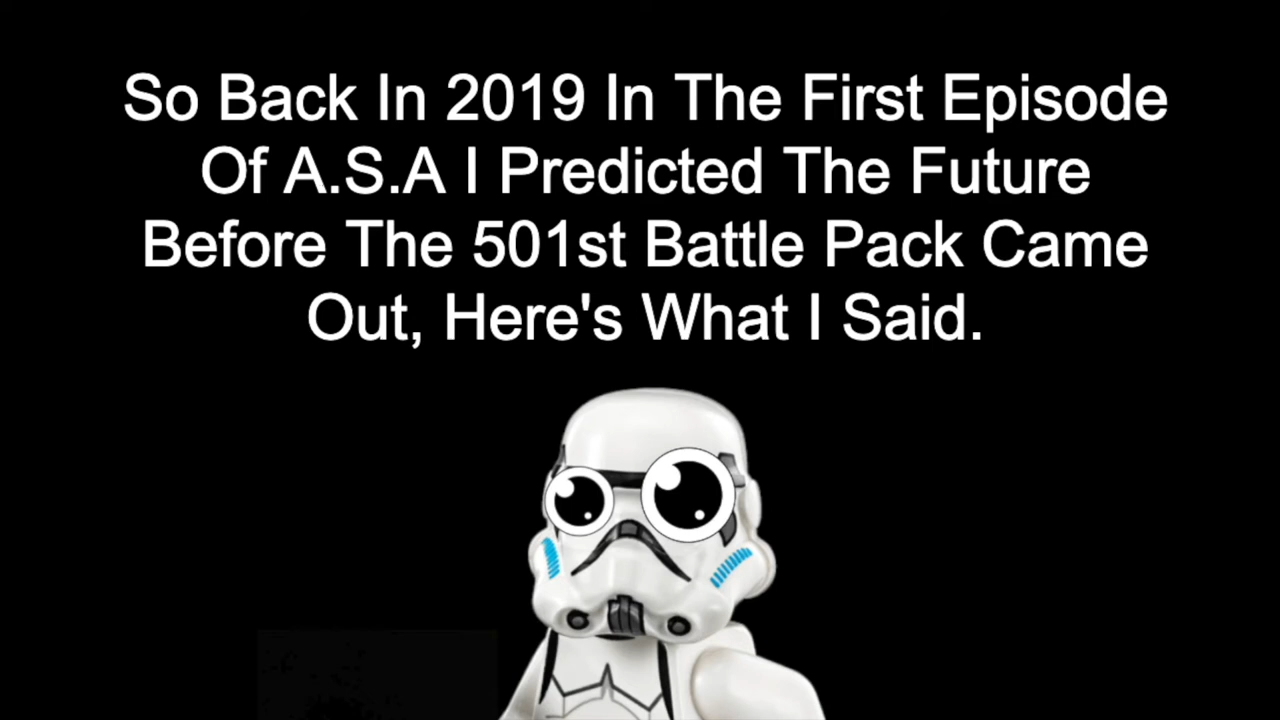 So Back In 2019 In The First Episode
Of A.S.A I Predicted The Future
Before The 501st Battle Pack Came
Out, Here's What I Said.